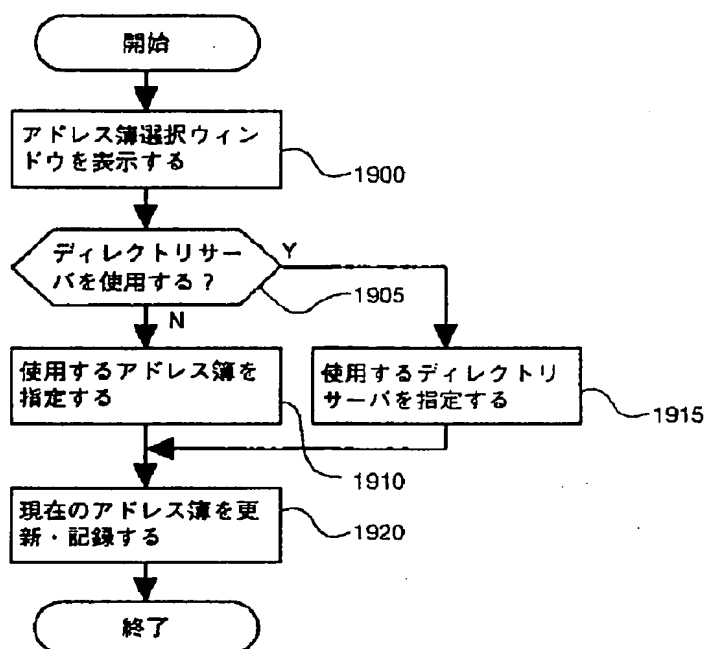 開始
アドレス簿選択ウィン
ドウを表示する
1900
ディレクトリサー
バを使用する？
Y
1905
N
使用するアドレス簿を
指定する
使用するディレクトリ
サーバを指定する
1915
1910
現在のアドレス簿を更
新・記録する
1920
終了